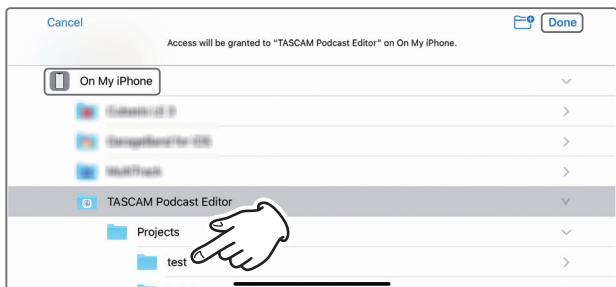 Cancel
Done
Access will be granted to “TASCAM Podcast Editor” on On My iPhone.
On My iPhone
TASCAM Podcast Editor
Projects
test